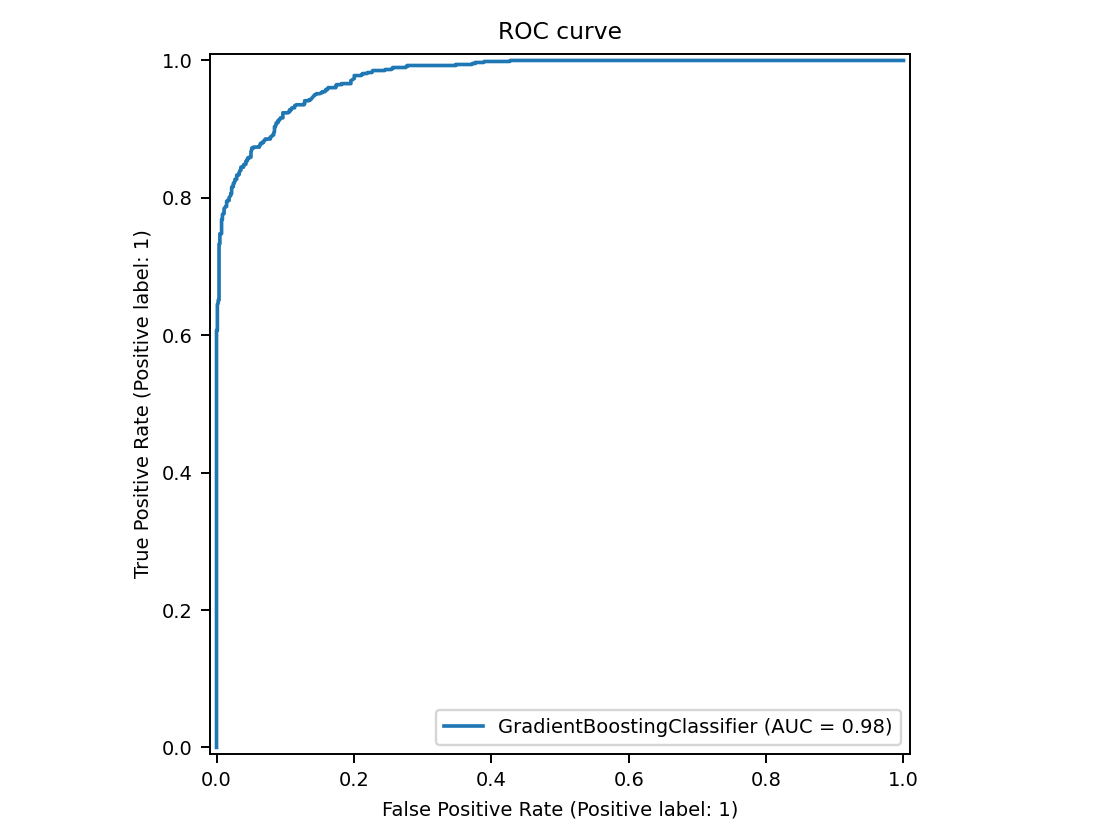 ROC curve
True Positive Rate (Positive label: 1)
1.0
0.8
0.6
0.4
0.2
0.0
GradientBoostingClassifier (AUC = 0.98)
0.0 0.2 0.4 0.6 0.8 1.0
False Positive Rate (Positive label: 1)